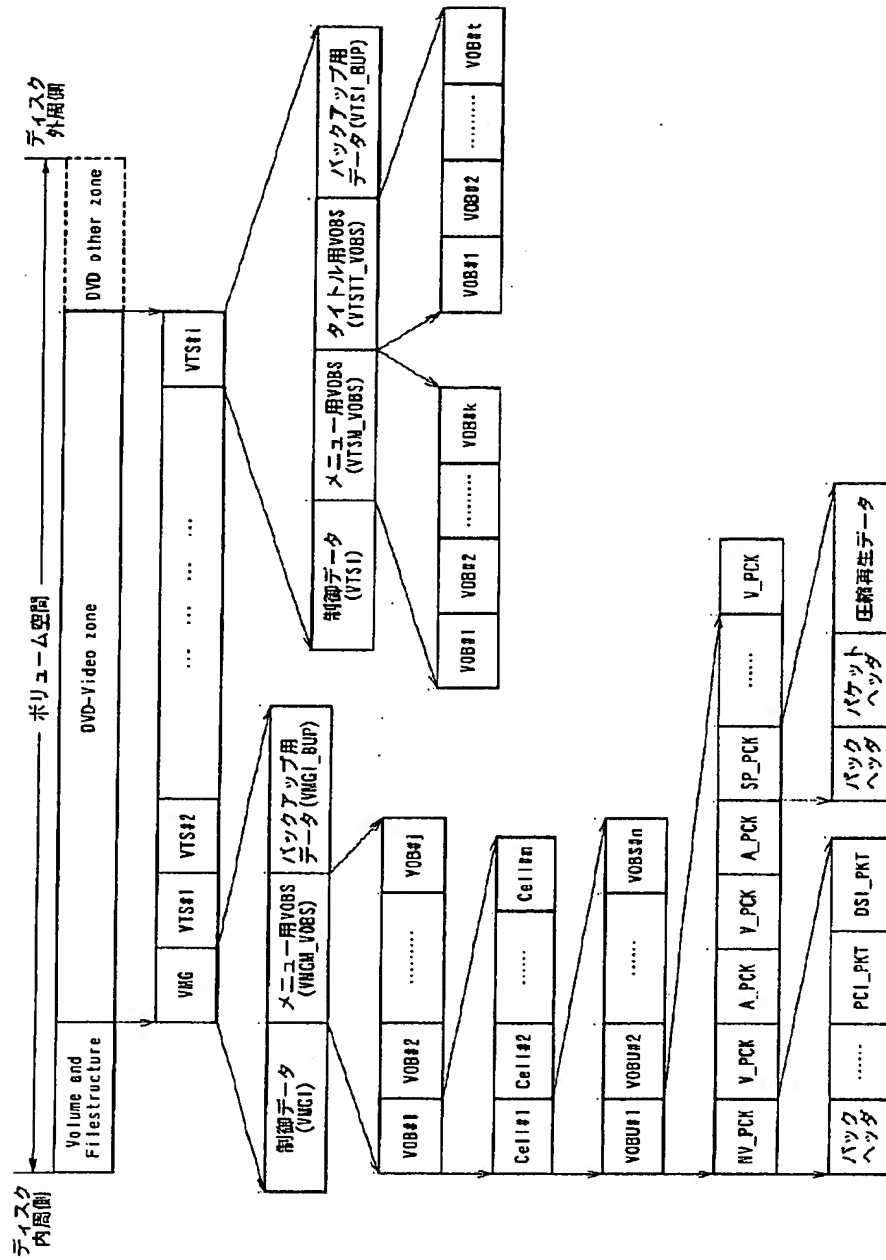 ディスク
内周側
ボリューム空間
ディスク
外周側
Volume and
Filestructure
DVD-Video zone
DVD other zone
VMG
VTS#1
VTS#2
… … … … …
VTS#i
制御データ
(VMGI)
メニュー用VOBS
(VMGM_VOBS)
バックアップ用
データ(VMGI_BUP)
制御データ
(VTSI)
メニュー用VOBS
(VTSM_VOBS)
タイトル用VOBS
(VTSTT_VOBS)
バックアップ用
データ(VTSI_BUP)
VOB#1
VOB#2
………
VOB#j
VOB#1
VOB#2
………
VOB#k
VOB#1
VOB#2
………
VOB#t
Cell#1
Cell#2
……
Cell#m
VOBU#1
VOBU#2
……
VOBS#n
NV_PCK
V_PCK
A_PCK
V_PCK
A_PCK
SP_PCK
……
V_PCK
パック
ヘッダ
……
PCI_PKT
DSI_PKT
パック
ヘッダ
パケット
ヘッダ
圧縮再生データ